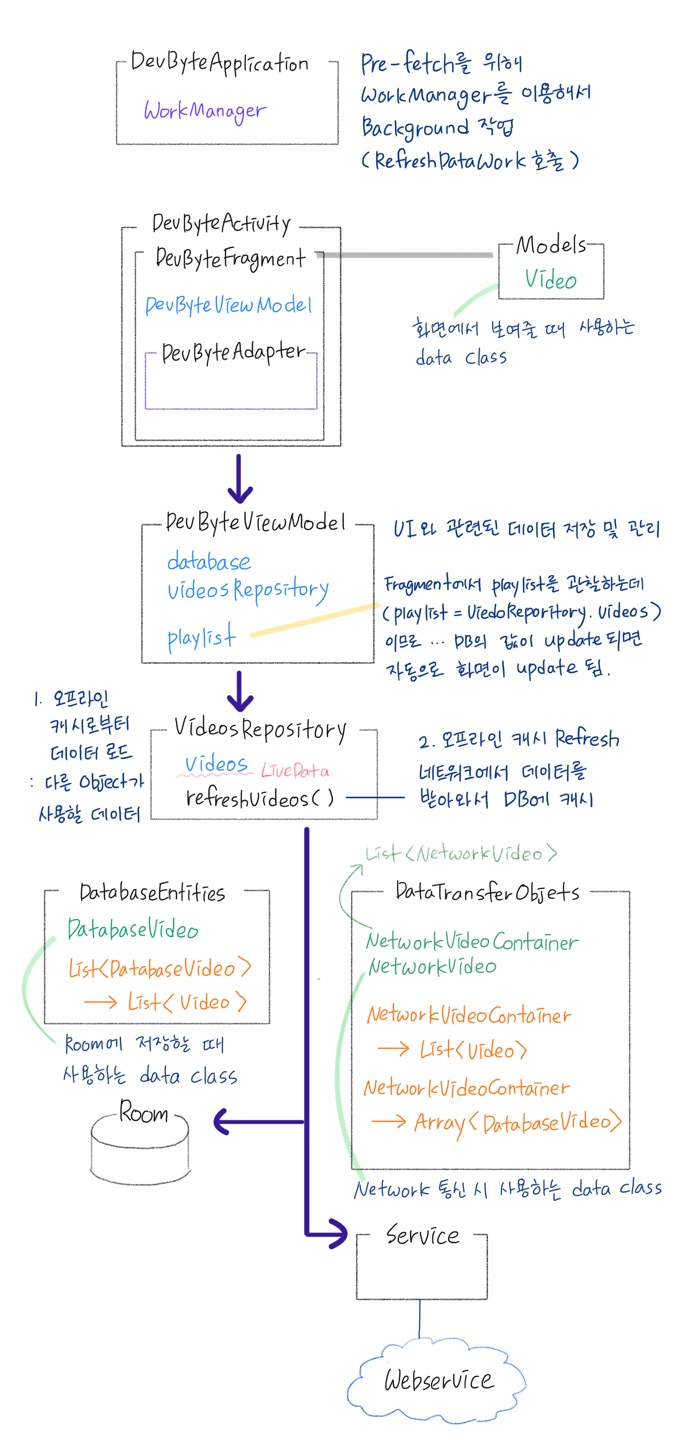 DevByteApplication
WorkManager
Pre-fetch를 위해
WorkManager를 이용해서
Background 작업
(RefreshDataWork 호출)
DevByteActivity
DevByteFragment
DevByteViewModel
DevByteAdapter
Models
Video
화면에서 보여줄 때 사용하는
data class
DevByteViewModel
database
videosRepository
playlist
UI와 관련된 데이터 저장 및 관리
Fragment에서 playlist를 관찰하는데
(playlist = ViedoReporitory.videos)
이므로 ... DB의 값이 update 되면
자동으로 화면이 update 됨.
1. 오프라인
캐시로부터
데이터 로드
: 다른 Object가
사용할 데이터
VideosRepository
videos LiveData
refreshVideos()
2. 오프라인 캐시 Refresh
네트워크에서 데이터를
받아와서 DB에 캐시
List<NetworkVideo>
DatabaseEntities
DatabaseVideo
List<DatabaseVideo>
→ List<Video>
Room에 저장할 때
사용하는 data class
Room
DataTransferObjets
NetworkVideoContainer
NetworkVideo
NetworkVideoContainer
→ List<Video>
NetworkVideoContainer
→ Array<DatabaseVideo>
Network 통신 시 사용하는 data class
Service
Webservice